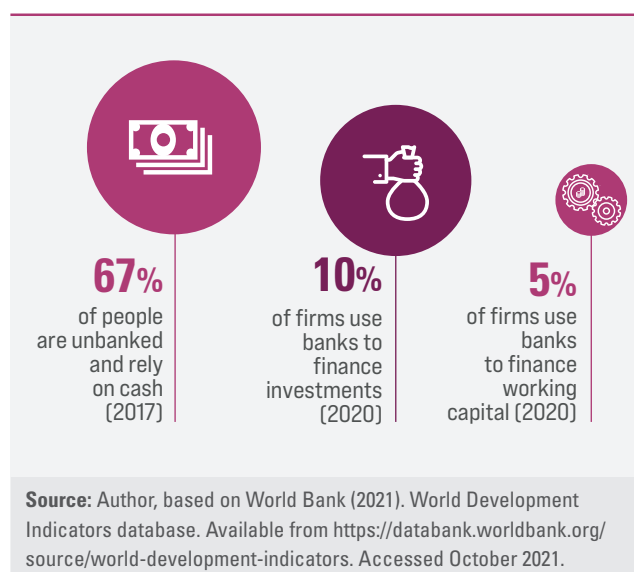 67%
of people
are unbanked
and rely
on cash
(2017)
10%
of firms use
banks to
finance
investments
(2020)
5%
of firms use
banks
to finance
working
capital (2020)
Source: Author, based on World Bank (2021). World Development
Indicators database. Available from https://databank.worldbank.org/
source/world-development-indicators. Accessed October 2021.